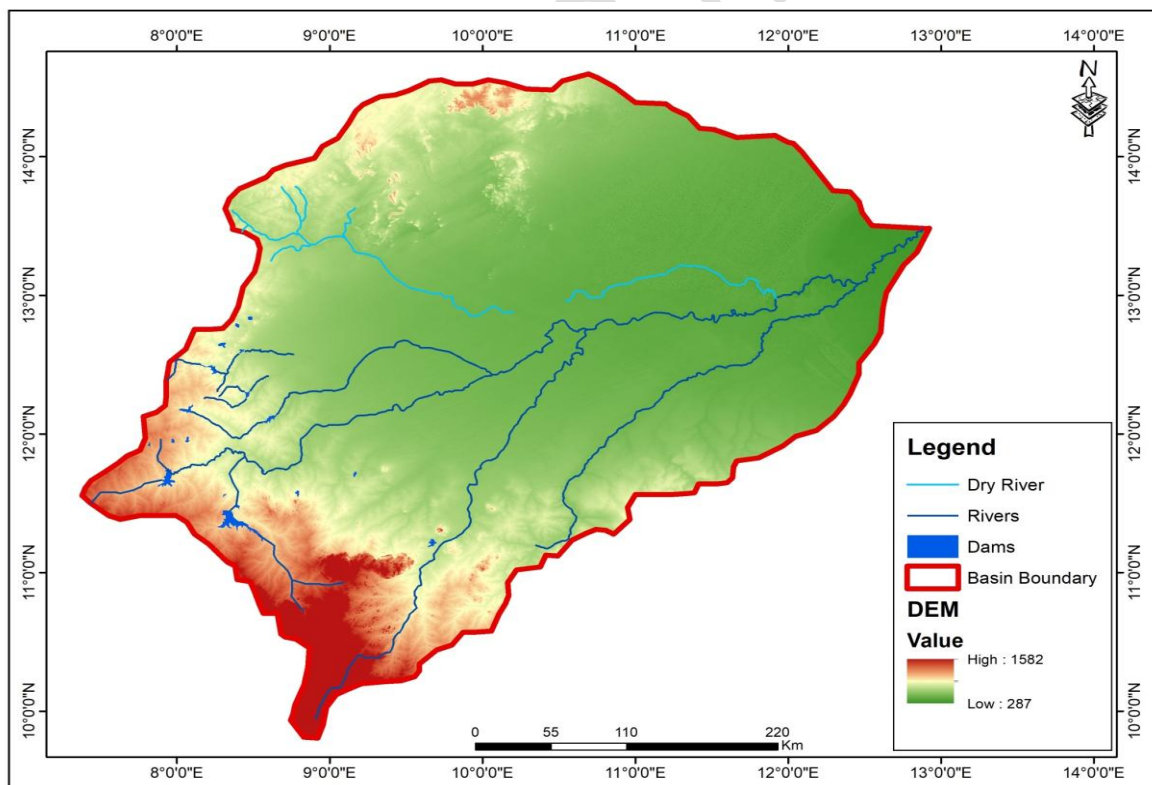 8°0'0"E 9°0'0"E 10°0'0"E 11°0'0"E 12°0'0"E 13°0'0"E 14°0'0"E
N
14°0'0"N 14°0'0"N
13°0'0"N 13°0'0"N
12°0'0"N 12°0'0"N
11°0'0"N 11°0'0"N
10°0'0"N 10°0'0"N
Legend
Dry River
Rivers
Dams
Basin Boundary
DEM
Value
High : 1582
Low : 287
0 55 110 220
Km
8°0'0"E 9°0'0"E 10°0'0"E 11°0'0"E 12°0'0"E 13°0'0"E 14°0'0"E